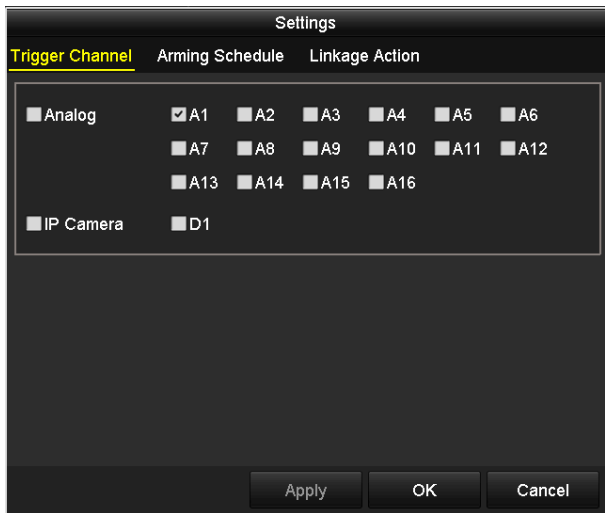 Settings
Trigger Channel Arming Schedule Linkage Action
Analog A1 A2 A3 A4 A5 A6
A7 A8 A9 A10 A11 A12
A13 A14 A15 A16
IP Camera D1
Apply OK Cancel